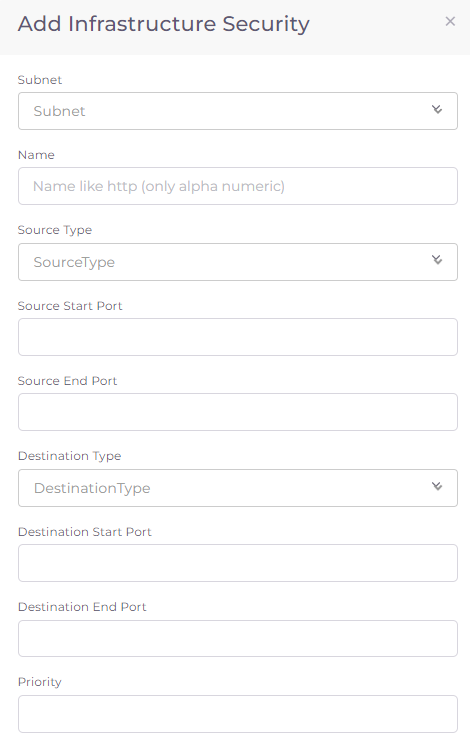 Add Infrastructure Security
×
Subnet
Subnet
Name
Name like http (only alpha numeric)
Source Type
SourceType
Source Start Port
Source End Port
Destination Type
DestinationType
Destination Start Port
Destination End Port
Priority